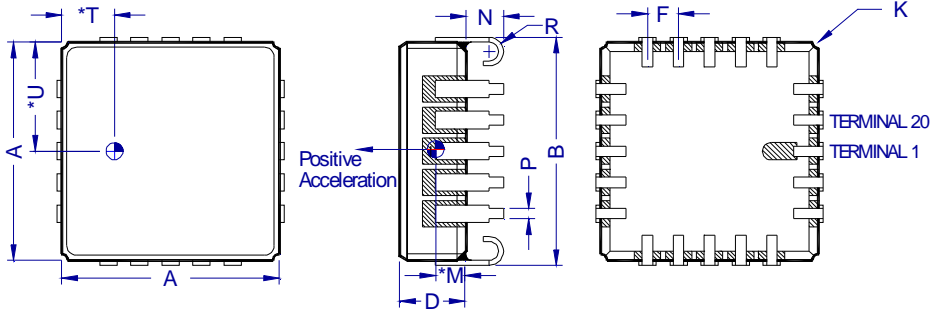 *T
N
R
F
K
*U
A
Positive
Acceleration
P
B
TERMINAL 20
TERMINAL 1
*M
A
D